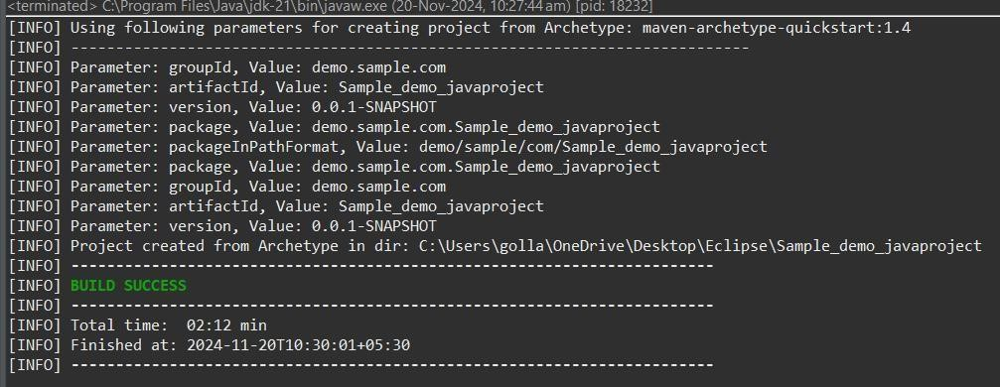 <terminated> C:\Program Files\Java\jdk-21\bin\javaw.exe (20-Nov-2024, 10:27:44 am) [pid: 18232]
[INFO] Using following parameters for creating project from Archetype: maven-archetype-quickstart:1.4
[INFO] ----------------------------------------------------------------------------
[INFO] Parameter: groupId, Value: demo.sample.com
[INFO] Parameter: artifactId, Value: Sample_demo_javaproject
[INFO] Parameter: version, Value: 0.0.1-SNAPSHOT
[INFO] Parameter: package, Value: demo.sample.com.Sample_demo_javaproject
[INFO] Parameter: packageInPathFormat, Value: demo/sample/com/Sample_demo_javaproject
[INFO] Parameter: package, Value: demo.sample.com.Sample_demo_javaproject
[INFO] Parameter: groupId, Value: demo.sample.com
[INFO] Parameter: artifactId, Value: Sample_demo_javaproject
[INFO] Parameter: version, Value: 0.0.1-SNAPSHOT
[INFO] Project created from Archetype in dir: C:\Users\golla\OneDrive\Desktop\Eclipse\Sample_demo_javaproject
[INFO] ------------------------------------------------------------------------
[INFO] BUILD SUCCESS
[INFO] ------------------------------------------------------------------------
[INFO] Total time:  02:12 min
[INFO] Finished at: 2024-11-20T10:30:01+05:30
[INFO] ------------------------------------------------------------------------